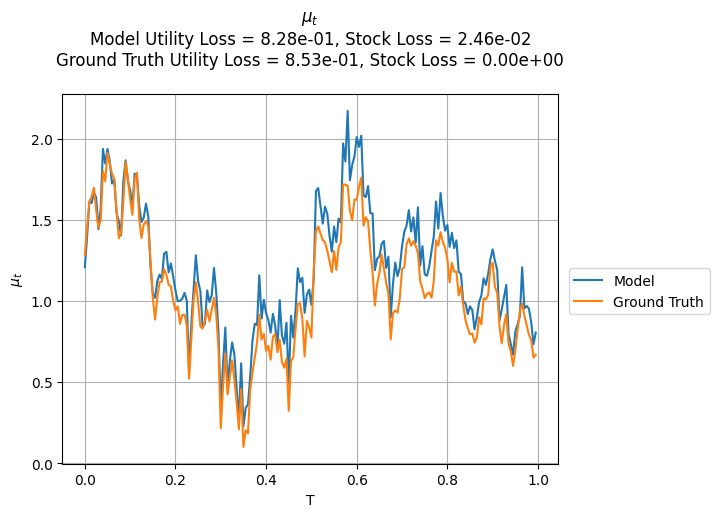 μt
Model Utility Loss = 8.28e-01, Stock Loss = 2.46e-02
Ground Truth Utility Loss = 8.53e-01, Stock Loss = 0.00e+00
2.0
1.5
1.0
0.5
0.0
μt
0.0 0.2 0.4 0.6 0.8 1.0
T
Model
Ground Truth